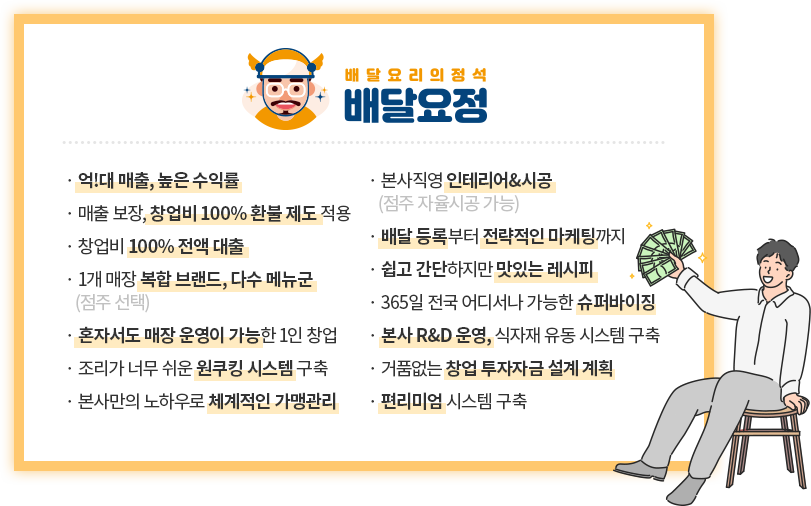 배달요리의정석
배달요정
· 억!대 매출, 높은 수익률
· 매출 보장, 창업비 100% 환불 제도 적용
· 창업비 100% 전액 대출
· 1개 매장 복합 브랜드, 다수 메뉴군
(점주 선택)
· 혼자서도 매장 운영이 가능한 1인 창업
· 조리가 너무 쉬운 원쿠킹 시스템 구축
· 본사만의 노하우로 체계적인 가맹관리
· 본사직영 인테리어&시공
(점주 자율시공 가능)
· 배달 등록부터 전략적인 마케팅까지
· 쉽고 간단하지만 맛있는 레시피
· 365일 전국 어디서나 가능한 슈퍼바이징
· 본사 R&D 운영, 식자재 유동 시스템 구축
· 거품없는 창업 투자자금 설계 계획
· 편리미엄 시스템 구축